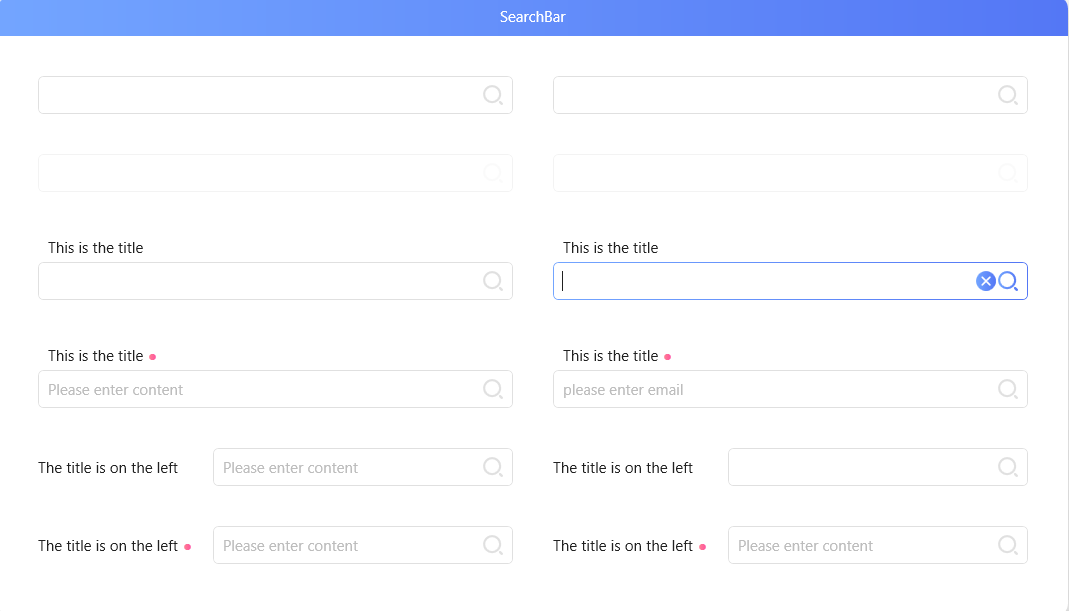 SearchBar
This is the title
This is the title
This is the title
This is the title
Please enter content
please enter email
The title is on the left
Please enter content
The title is on the left
The title is on the left
Please enter content
The title is on the left
Please enter content